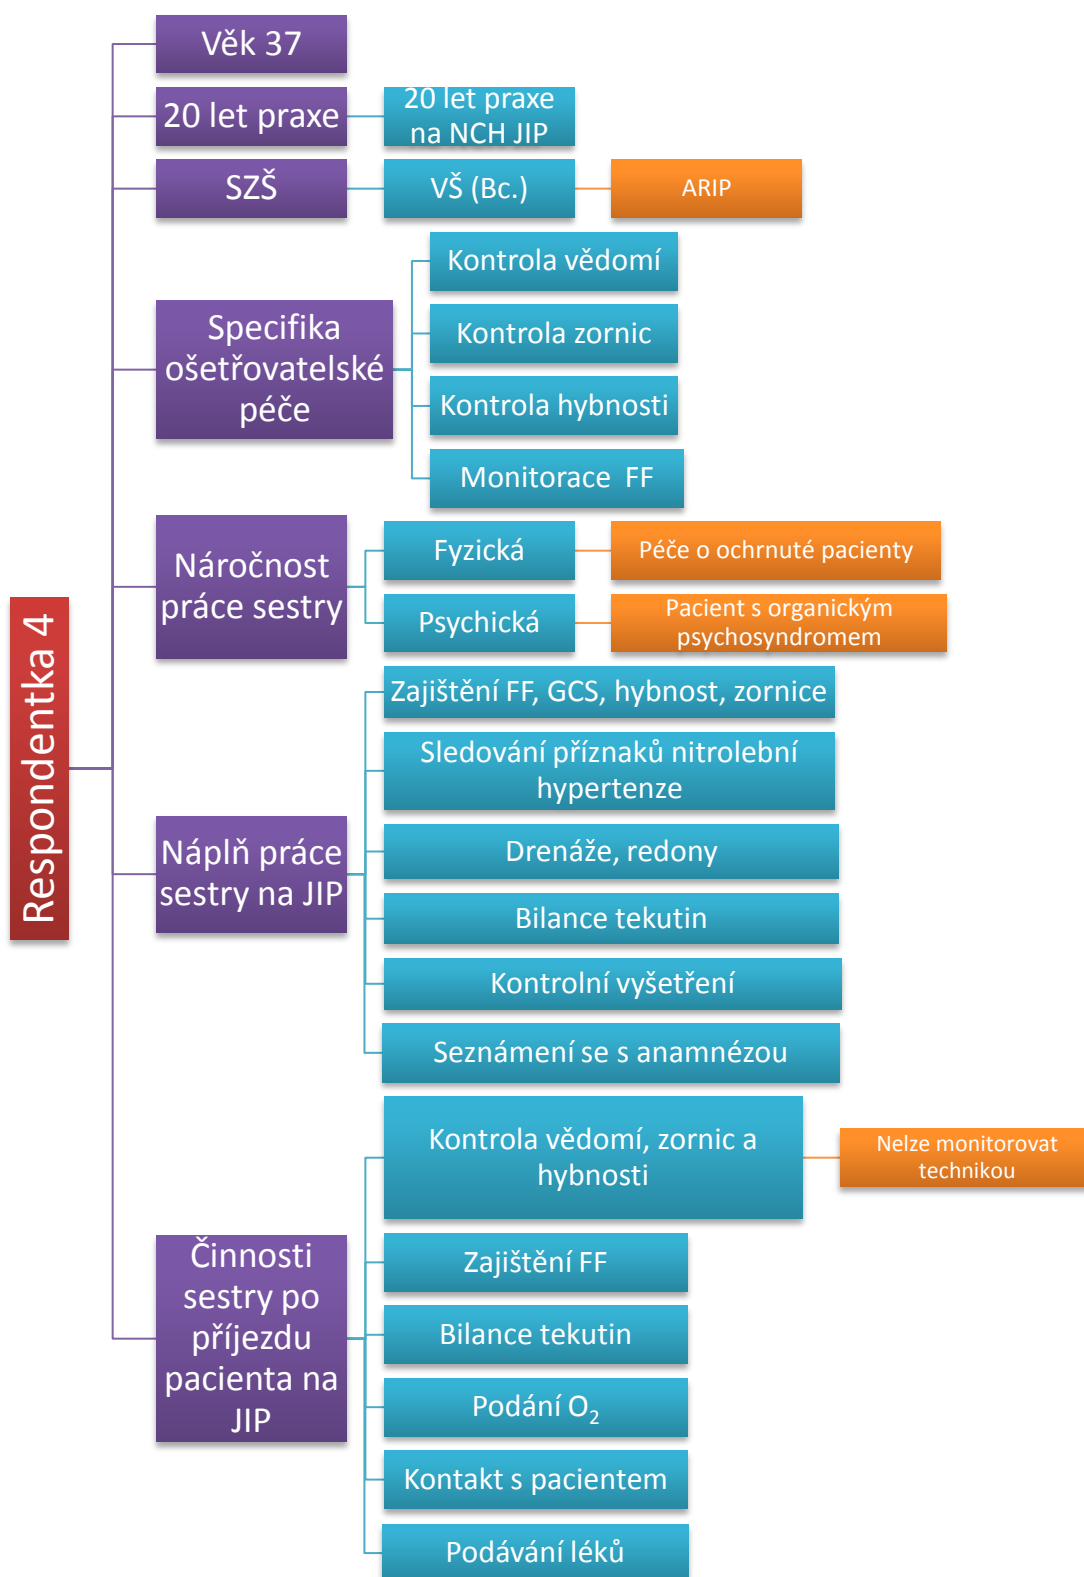 Respondentka 4
Věk 37
20 let praxe
20 let praxe
na NCH JIP
SZŠ
VŠ (Bc.)
ARIP
Specifika
ošetřovatelské
péče
Kontrola vědomí
Kontrola zornic
Kontrola hybnosti
Monitorace FF
Náročnost
práce sestry
Fyzická
Péče o ochrnuté pacienty
Psychická
Pacient s organickým
psychosyndromem
Náplň práce
sestry na JIP
Zajištění FF, GCS, hybnost, zornice
Sledování příznaků nitrolební
hypertenze
Drenáže, redony
Bilance tekutin
Kontrolní vyšetření
Seznámení se s anamnézou
Činnosti
sestry po
příjezdu
pacienta na
JIP
Kontrola vědomí, zornic a
hybnosti
Nelze monitorovat
technikou
Zajištění FF
Bilance tekutin
Podání O₂
Kontakt s pacientem
Podávání léků